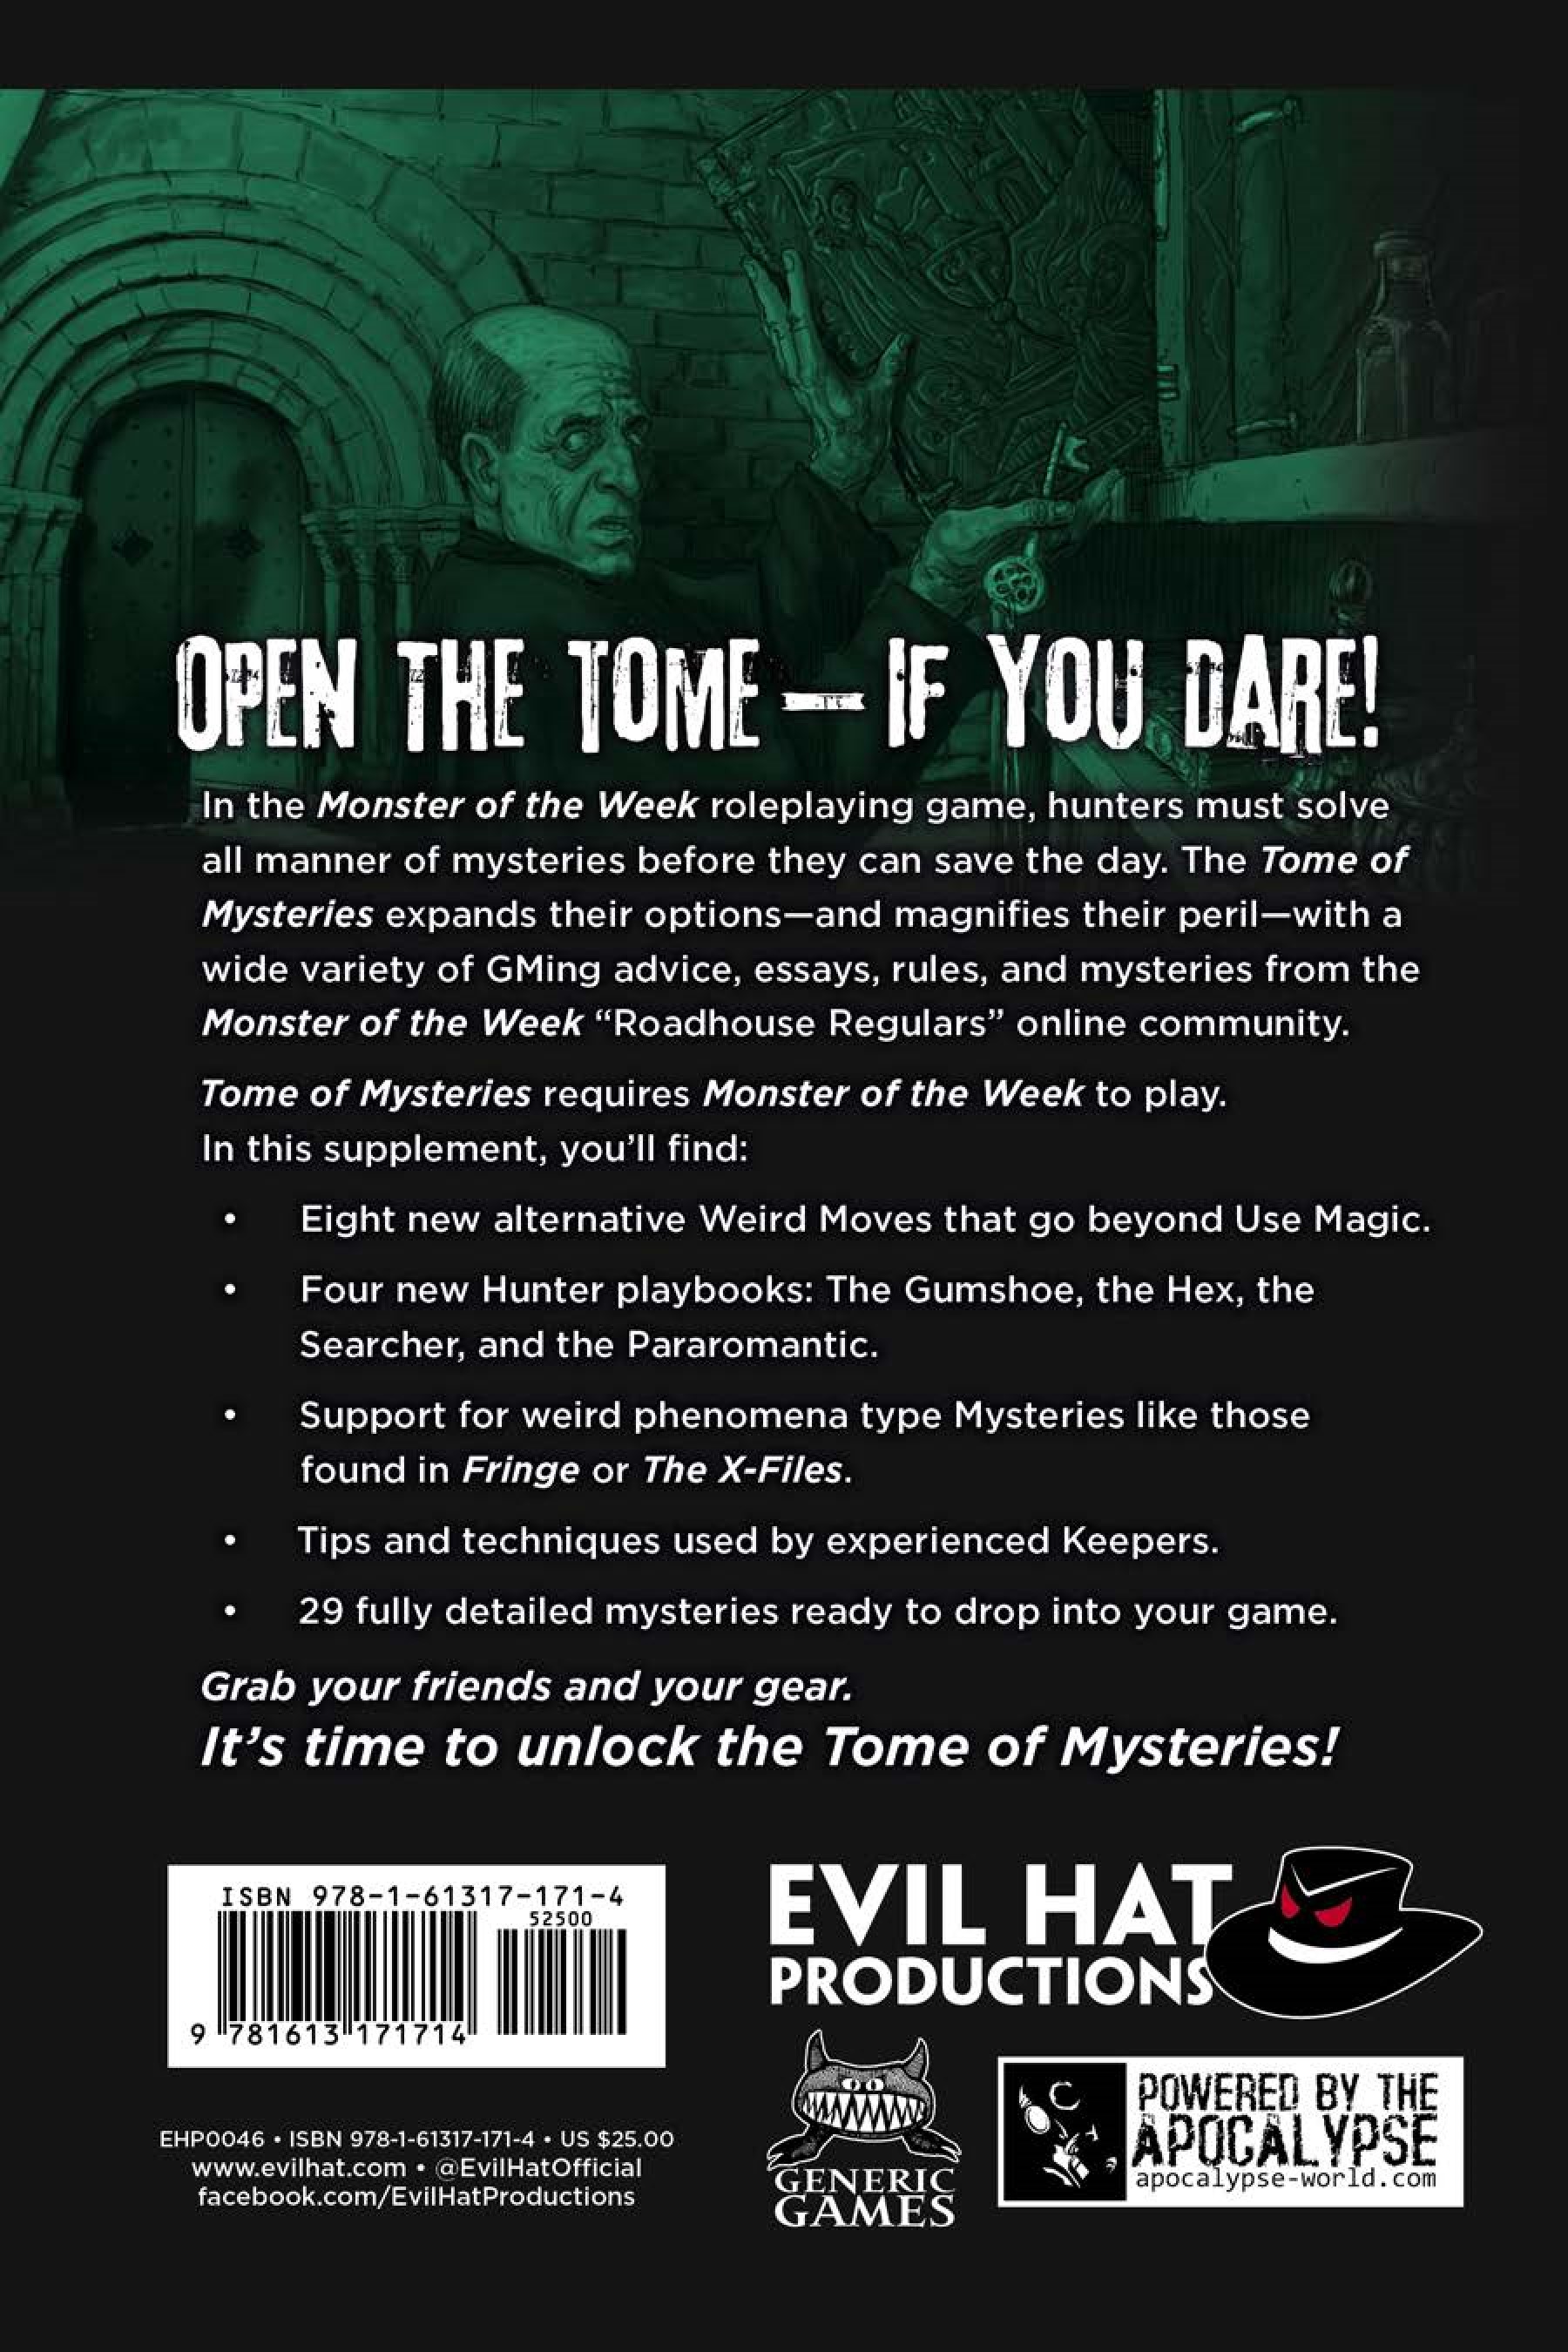 OPEN THE TOME — IF YOU DARE!
In the Monster of the Week roleplaying game, hunters must solve
all manner of mysteries before they can save the day. The Tome of
Mysteries expands their options—and magnifies their peril—with a
wide variety of GMing advice, essays, rules, and mysteries from the
Monster of the Week “Roadhouse Regulars” online community.
Tome of Mysteries requires Monster of the Week to play.
In this supplement, you’ll find:
• Eight new alternative Weird Moves that go beyond Use Magic.
• Four new Hunter playbooks: The Gumshoe, the Hex, the
Searcher, and the Pararomantic.
• Support for weird phenomena type Mysteries like those
found in Fringe or The X-Files.
• Tips and techniques used by experienced Keepers.
• 29 fully detailed mysteries ready to drop into your game.
Grab your friends and your gear.
It’s time to unlock the Tome of Mysteries!
ISBN 978-1-61317-171-4
52500
9 781613 171714
EHP0046 • ISBN 978-1-61317-171-4 • US $25.00
www.evilhat.com • @EvilHatOfficial
facebook.com/EvilHatProductions
EVIL HAT
PRODUCTIONS
GENERIC
GAMES
POWERED BY THE
APOCALYPSE
apocalypse-world.com